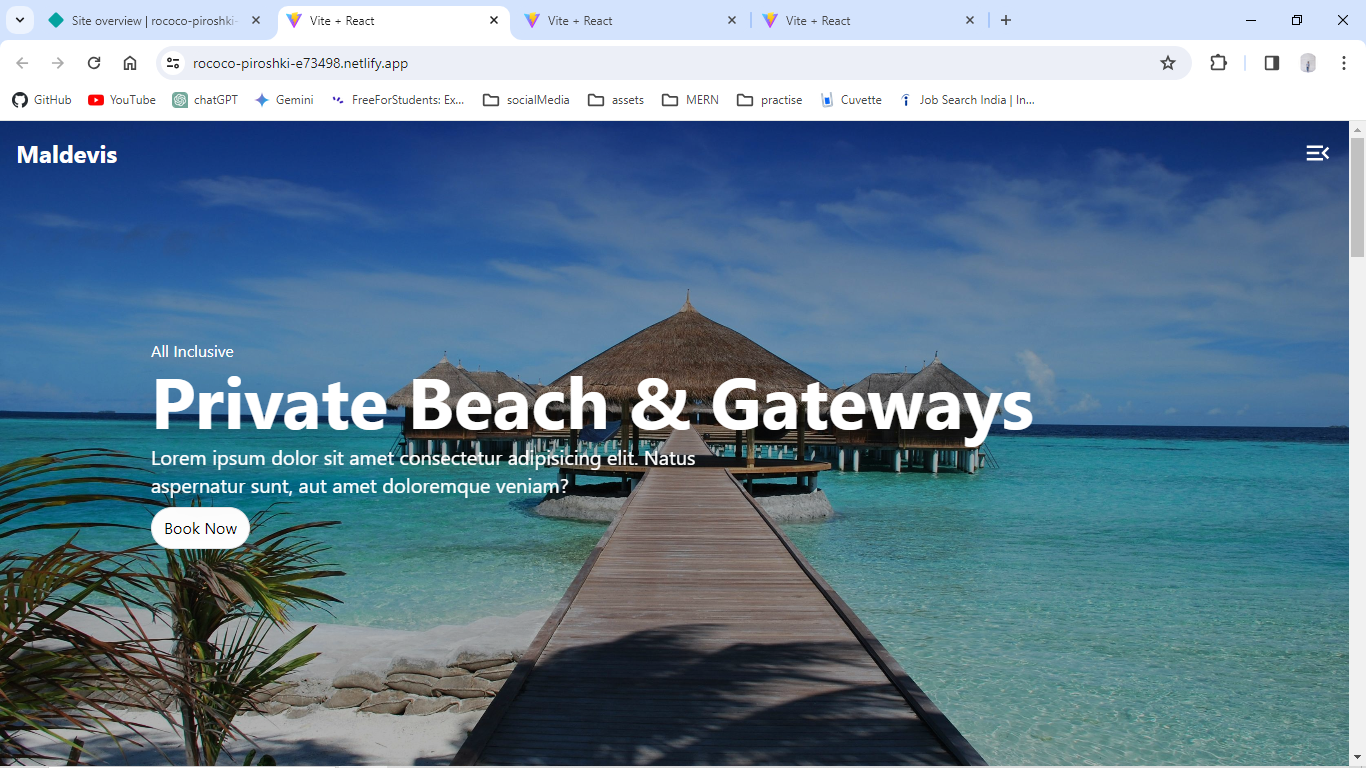 Site overview | rococo-piroshki-
Vite + React
Vite + React
Vite + React
rococo-piroshki-e73498.netlify.app
GitHub
YouTube
chatGPT
Gemini
FreeForStudents: Ex...
socialMedia
assets
MERN
practise
Cuvette
Job Search India | In...
Maldevis
All Inclusive
Private Beach & Gateways
Lorem ipsum dolor sit amet consectetur adipisicing elit. Natus
aspernatur sunt, aut amet doloremque veniam?
Book Now